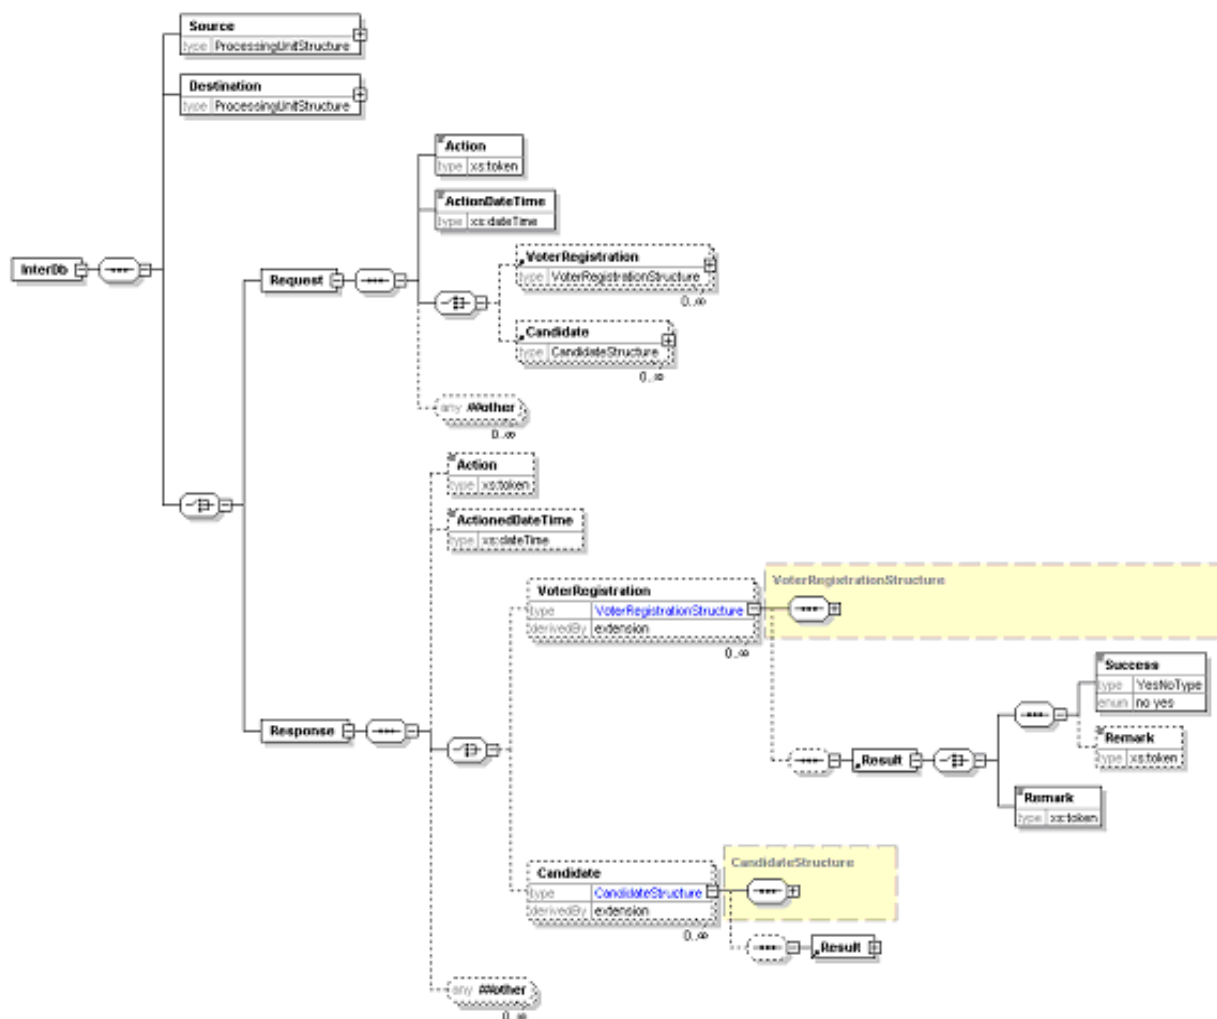 Source
type ProcessingUnitStructure
Destination
type ProcessingUnitStructure
Action
type xs:token
ActionDateTime
type xs:dateTime
InterDb
Request
VoterRegistration
type VoterRegistrationStructure
0..∞
Candidate
type CandidateStructure
0..∞
any ##other
0..∞
Action
type xs:token
ActionedDateTime
type xs:dateTime
VoterRegistrationStructure
VoterRegistration
type VoterRegistrationStructure
derivedBy extension
0..∞
Success
type YesNoType
enum no yes
Response
Remark
type xs:token
Result
Remark
type xs:token
CandidateStructure
Candidate
type CandidateStructure
derivedBy extension
0..∞
Result
any ##other
0..∞